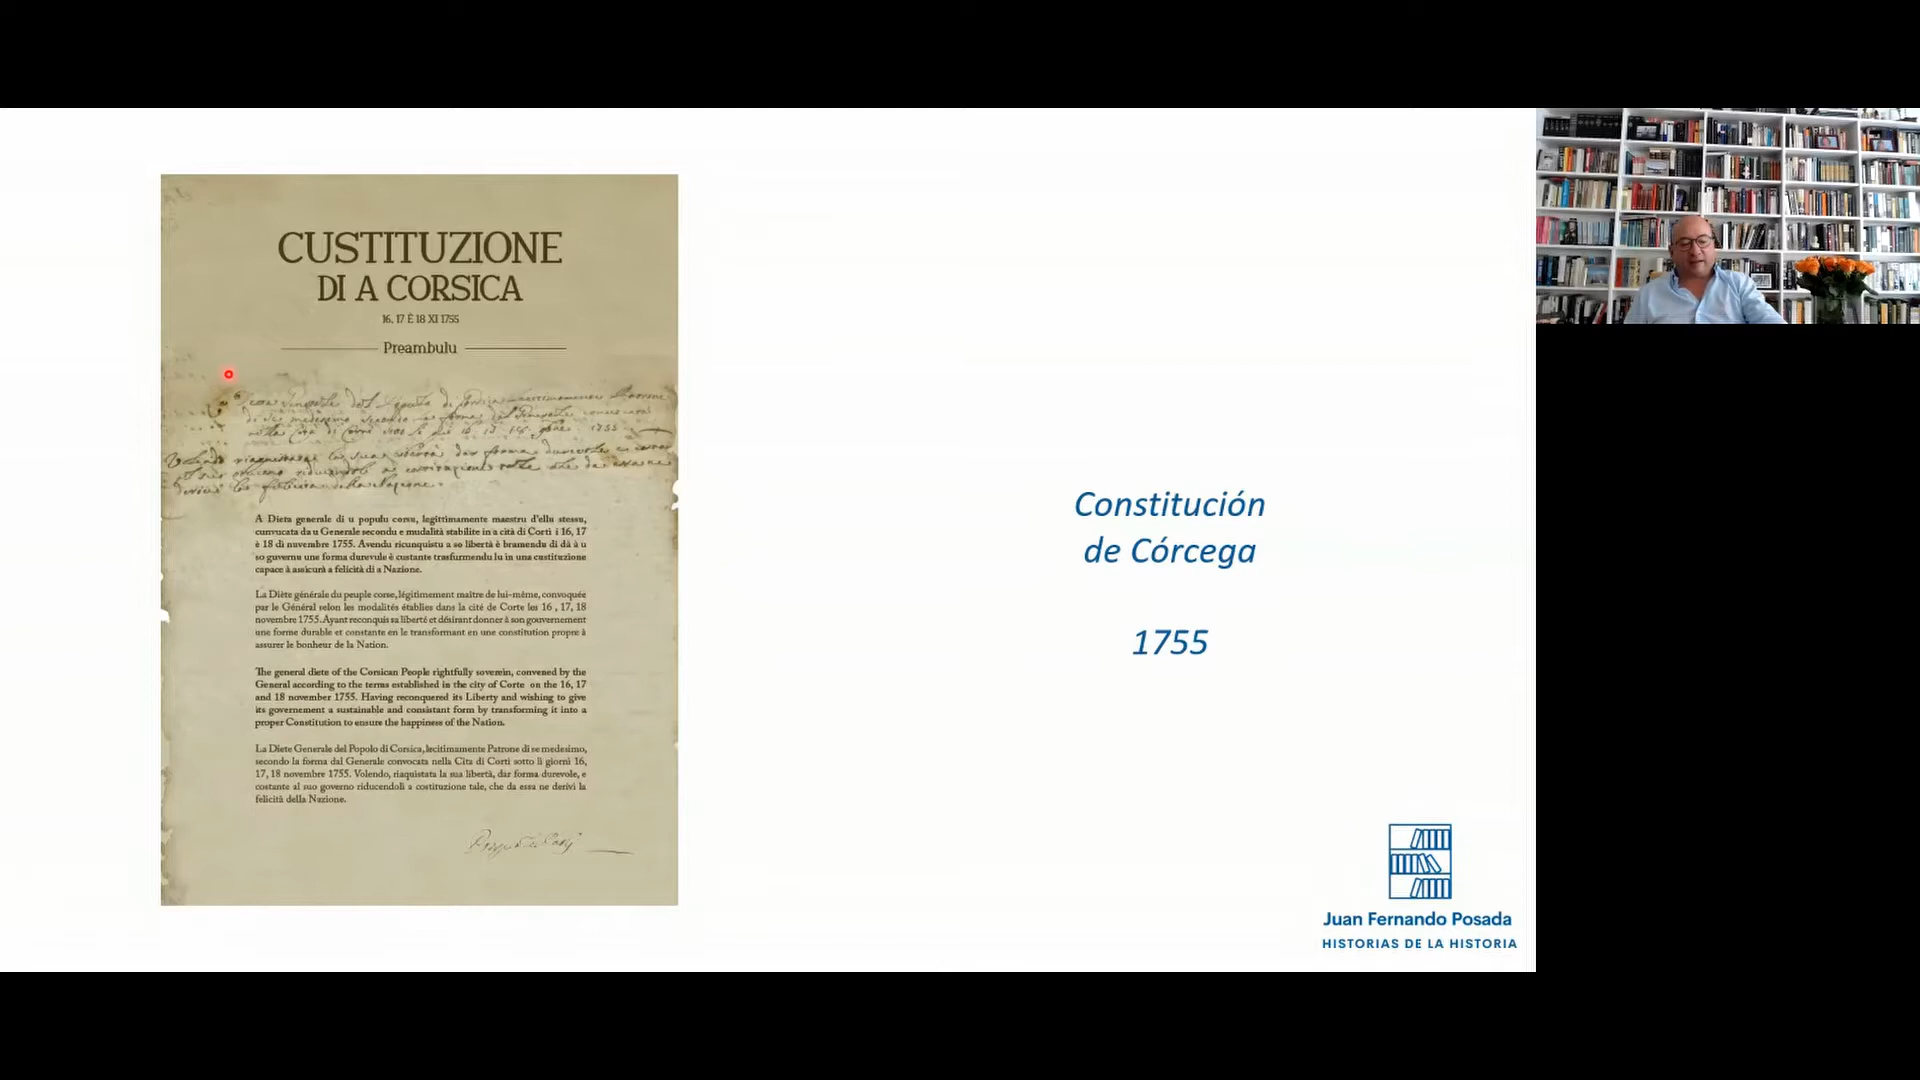 CUSTITUZIONE
DI A CORSICA
16, 17 È 18 XI 1755
Preambulu
A Dieta generale di u populu corsu, legittimamente maestru d'ellu stessu,
cunvucata da u Generale secondu e mudalità stabilite in a cità di Corti i 16, 17
è 18 di nuvembre 1755. Avendu ricunquistu a so libertà è bramendu di dà à u
so guvernu une forma durevule è custante trasfurmendu lu in una custituzione
capace à assicurà a felicità di a Nazione.
La Diète générale du peuple corse, légitimement maître de lui-même, convoquée
par le Général selon les modalités établies dans la cité de Corte les 16 , 17, 18
novembre 1755. Ayant reconquis sa liberté et désirant donner à son gouvernement
une forme durable et constante en le transformant en une constitution propre à
assurer le bonheur de la Nation.
The general diete of the Corsican People rightfully soverein, convened by the
General according to the terms established in the city of Corte on the 16, 17
and 18 november 1755. Having reconquered its Liberty and wishing to give
its governement a sustainable and consistant form by transforming it into a
proper Constitution to ensure the happiness of the Nation.
La Diete Generale del Popolo di Corsica, lecitimamente Patrone di se medesimo,
secondo la forma dal Generale convocata nella Cita di Corti sotto li giorni 16,
17, 18 novembre 1755. Volendo, riaquistata la sua libertà, dar forma durevole, e
costante al suo governo riducendoli a costituzione tale, che da essa ne derivi la
felicità della Nazione.
Constitución
de Córcega
1755
Juan Fernando Posada
HISTORIAS DE LA HISTORIA